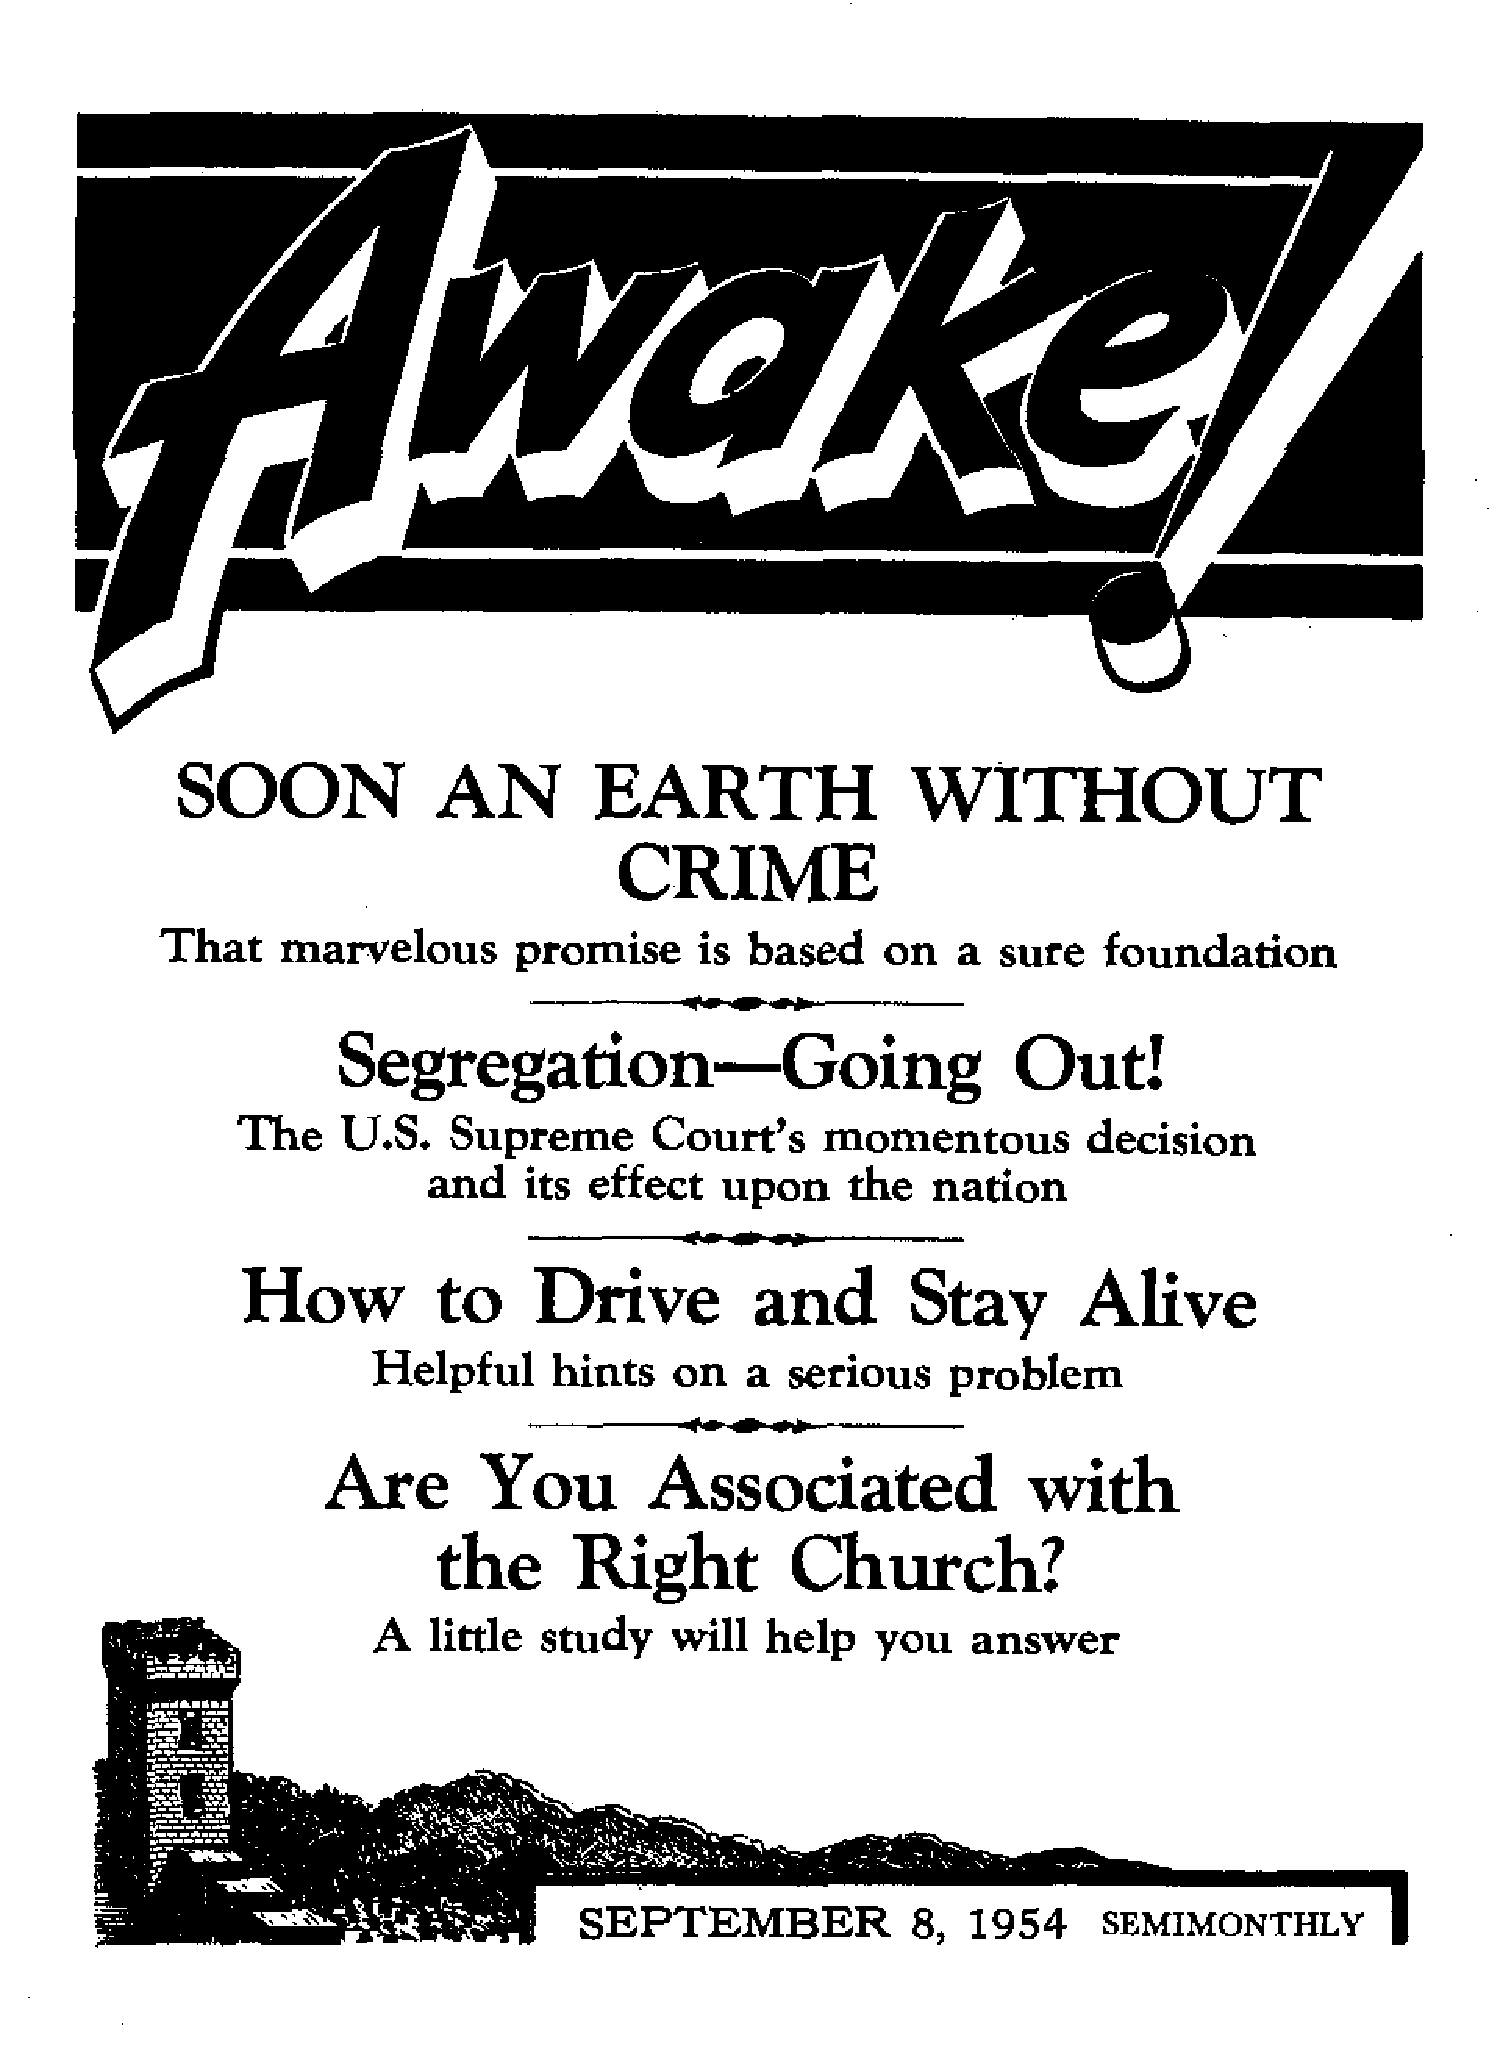 Awake!
SOON AN EARTH WITHOUT
CRIME
That marvelous promise is based on a sure foundation
Segregation—Going Out!
The U.S. Supreme Court's momentous decision
and its effect upon the nation
How to Drive and Stay Alive
Helpful hints on a serious problem
Are You Associated with
the Right Church?
A little study will help you answer
SEPTEMBER 8, 1954 SEMIMONTHLY